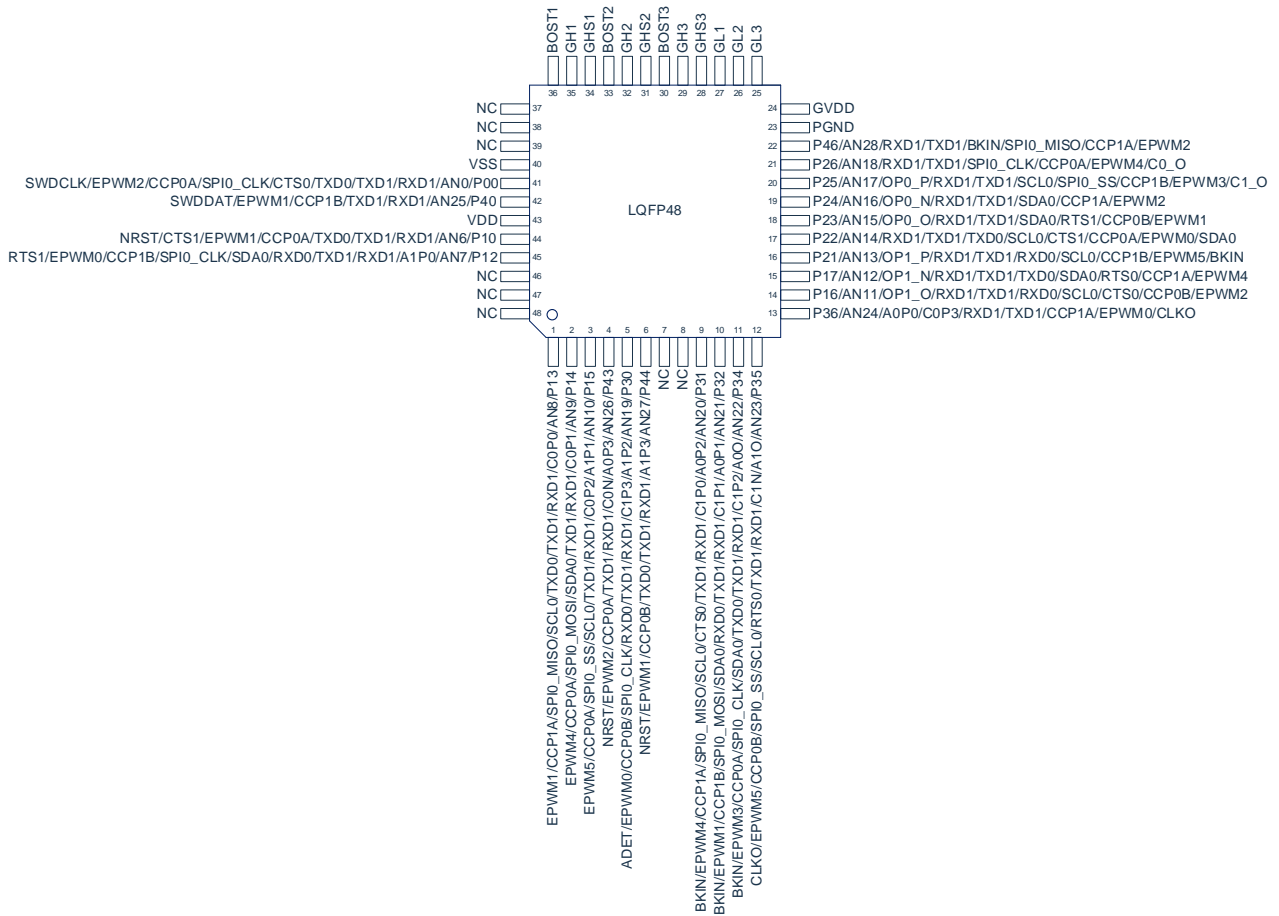 BOST1
GH1
GHS1
BOST2
GH2
GHS2
BOST3
GH3
GHS3
GL1
GL2
GL3
36 35 34 33 32 31 30 29 28 27 26 25
NC 37
NC 38
NC 39
VSS 40
SWDCLK/EPWM2/CCP0A/SPI0_CLK/CTS0/TXD0/TXD1/RXD1/AN0/P00 41
SWDDAT/EPWM1/CCP1B/TXD1/RXD1/AN25/P40 42
VDD 43
NRST/CTS1/EPWM1/CCP0A/TXD0/TXD1/RXD1/AN6/P10 44
RTS1/EPWM0/CCP1B/SPI0_CLK/SDA0/RXD0/TXD1/RXD1/A1P0/AN7/P12 45
NC 46
NC 47
NC 48
LQFP48
24 GVDD
23 PGND
22 P46/AN28/RXD1/TXD1/BKIN/SPI0_MISO/CCP1A/EPWM2
21 P26/AN18/RXD1/TXD1/SPI0_CLK/CCP0A/EPWM4/C0_O
20 P25/AN17/OP0_P/RXD1/TXD1/SCL0/SPI0_SS/CCP1B/EPWM3/C1_O
19 P24/AN16/OP0_N/RXD1/TXD1/SDA0/CCP1A/EPWM2
18 P23/AN15/OP0_O/RXD1/TXD1/SDA0/RTS1/CCP0B/EPWM1
17 P22/AN14/RXD1/TXD1/TXD0/SCL0/CTS1/CCP0A/EPWM0/SDA0
16 P21/AN13/OP1_P/RXD1/TXD1/RXD0/SCL0/CCP1B/EPWM5/BKIN
15 P17/AN12/OP1_N/RXD1/TXD1/TXD0/SDA0/RTS0/CCP1A/EPWM4
14 P16/AN11/OP1_O/RXD1/TXD1/RXD0/SCL0/CTS0/CCP0B/EPWM2
13 P36/AN24/A0P0/C0P3/RXD1/TXD1/CCP1A/EPWM0/CLKO
1 2 3 4 5 6 7 8 9 10 11 12
EPWM1/CCP1A/SPI0_MISO/SCL0/TXD0/TXD1/RXD1/C0P0/AN8/P13
EPWM4/CCP0A/SPI0_MOSI/SDA0/TXD1/RXD1/C0P1/AN9/P14
EPWM5/CCP0A/SPI0_SS/SCL0/TXD1/RXD1/C0P2/A1P1/AN10/P15
NRST/EPWM2/CCP0A/TXD1/RXD1/C0N/A0P3/AN26/P43
ADET/EPWM0/CCP0B/SPI0_CLK/RXD0/TXD1/RXD1/C1P3/A1P2/AN19/P30
NRST/EPWM1/CCP0B/TXD0/TXD1/RXD1/A1P3/AN27/P44
NC
NC
BKIN/EPWM4/CCP1A/SPI0_MISO/SCL0/CTS0/TXD1/RXD1/C1P0/A0P2/AN20/P31
BKIN/EPWM1/CCP1B/SPI0_MOSI/SDA0/RXD0/TXD1/RXD1/C1P1/A0P1/AN21/P32
BKIN/EPWM3/CCP0A/SPI0_CLK/SDA0/TXD0/TXD1/RXD1/C1P2/A0O/AN22/P34
CLKO/EPWM5/CCP0B/SPI0_SS/SCL0/RTS0/TXD1/RXD1/C1N/A1O/AN23/P35